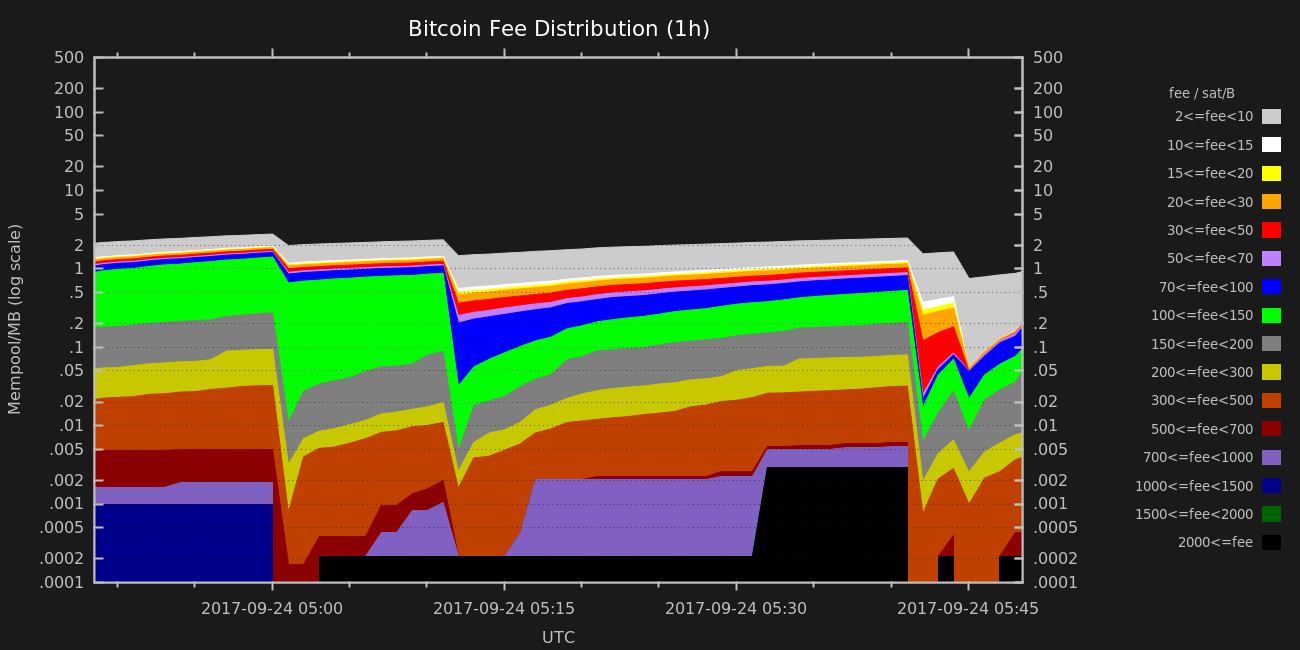 Bitcoin Fee Distribution (1h)
Mempool/MB (log scale)
500
200
100
50
20
10
5
2
1
.5
.2
.1
.05
.02
.01
.005
.002
.001
.0005
.0002
.0001
500
200
100
50
20
10
5
2
1
.5
.2
.1
.05
.02
.01
.005
.002
.001
.0005
.0002
.0001
2017-09-24 05:00
2017-09-24 05:15
2017-09-24 05:30
2017-09-24 05:45
UTC
fee / sat/B
2<=fee<10
10<=fee<15
15<=fee<20
20<=fee<30
30<=fee<50
50<=fee<70
70<=fee<100
100<=fee<150
150<=fee<200
200<=fee<300
300<=fee<500
500<=fee<700
700<=fee<1000
1000<=fee<1500
1500<=fee<2000
2000<=fee